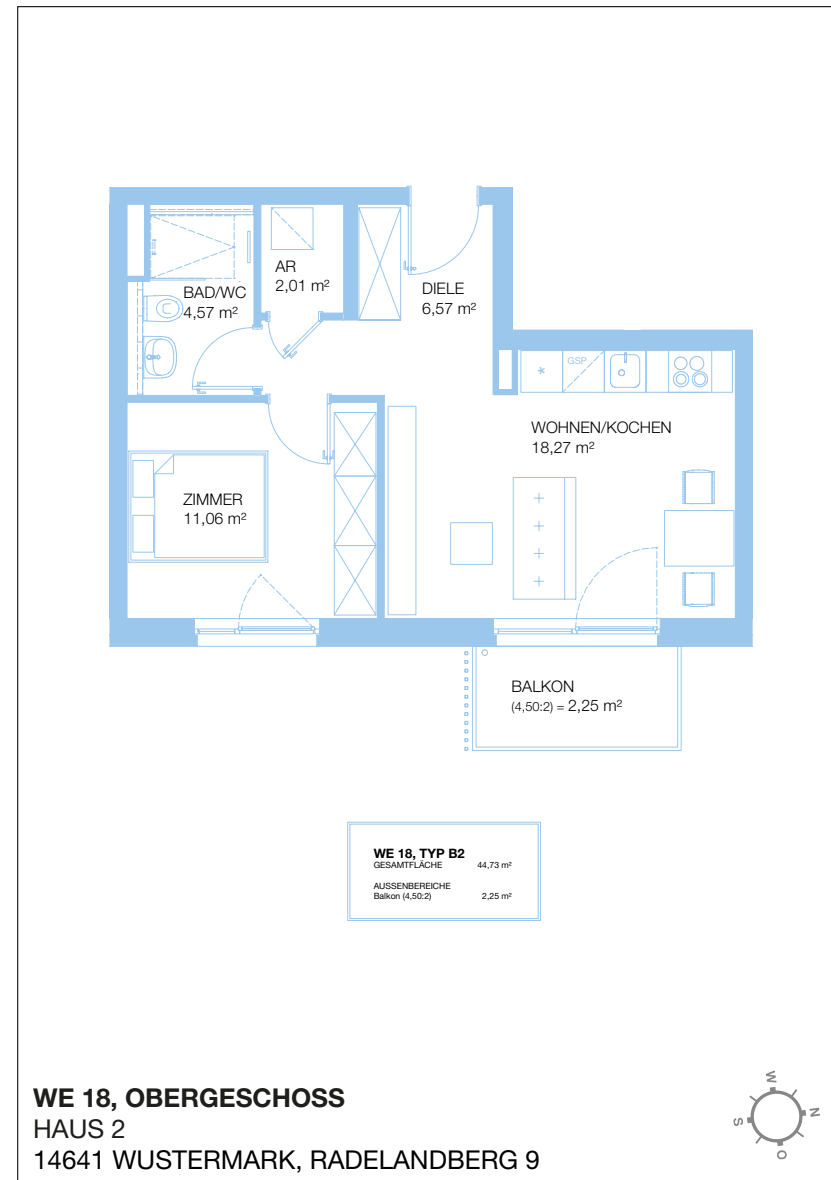 AR
2,01 m²
BAD/WC
4,57 m²
DIELE
6,57 m²
GSP
*
WOHNEN/KOCHEN
18,27 m²
ZIMMER
11,06 m²
BALKON
(4,50:2) = 2,25 m²
WE 18, TYP B2
GESAMTFLÄCHE 44,73 m²
AUSSENBEREICHE
Balkon (4,50:2) 2,25 m²
WE 18, OBERGESCHOSS
HAUS 2
14641 WUSTERMARK, RADELANDBERG 9
W
N
S
O